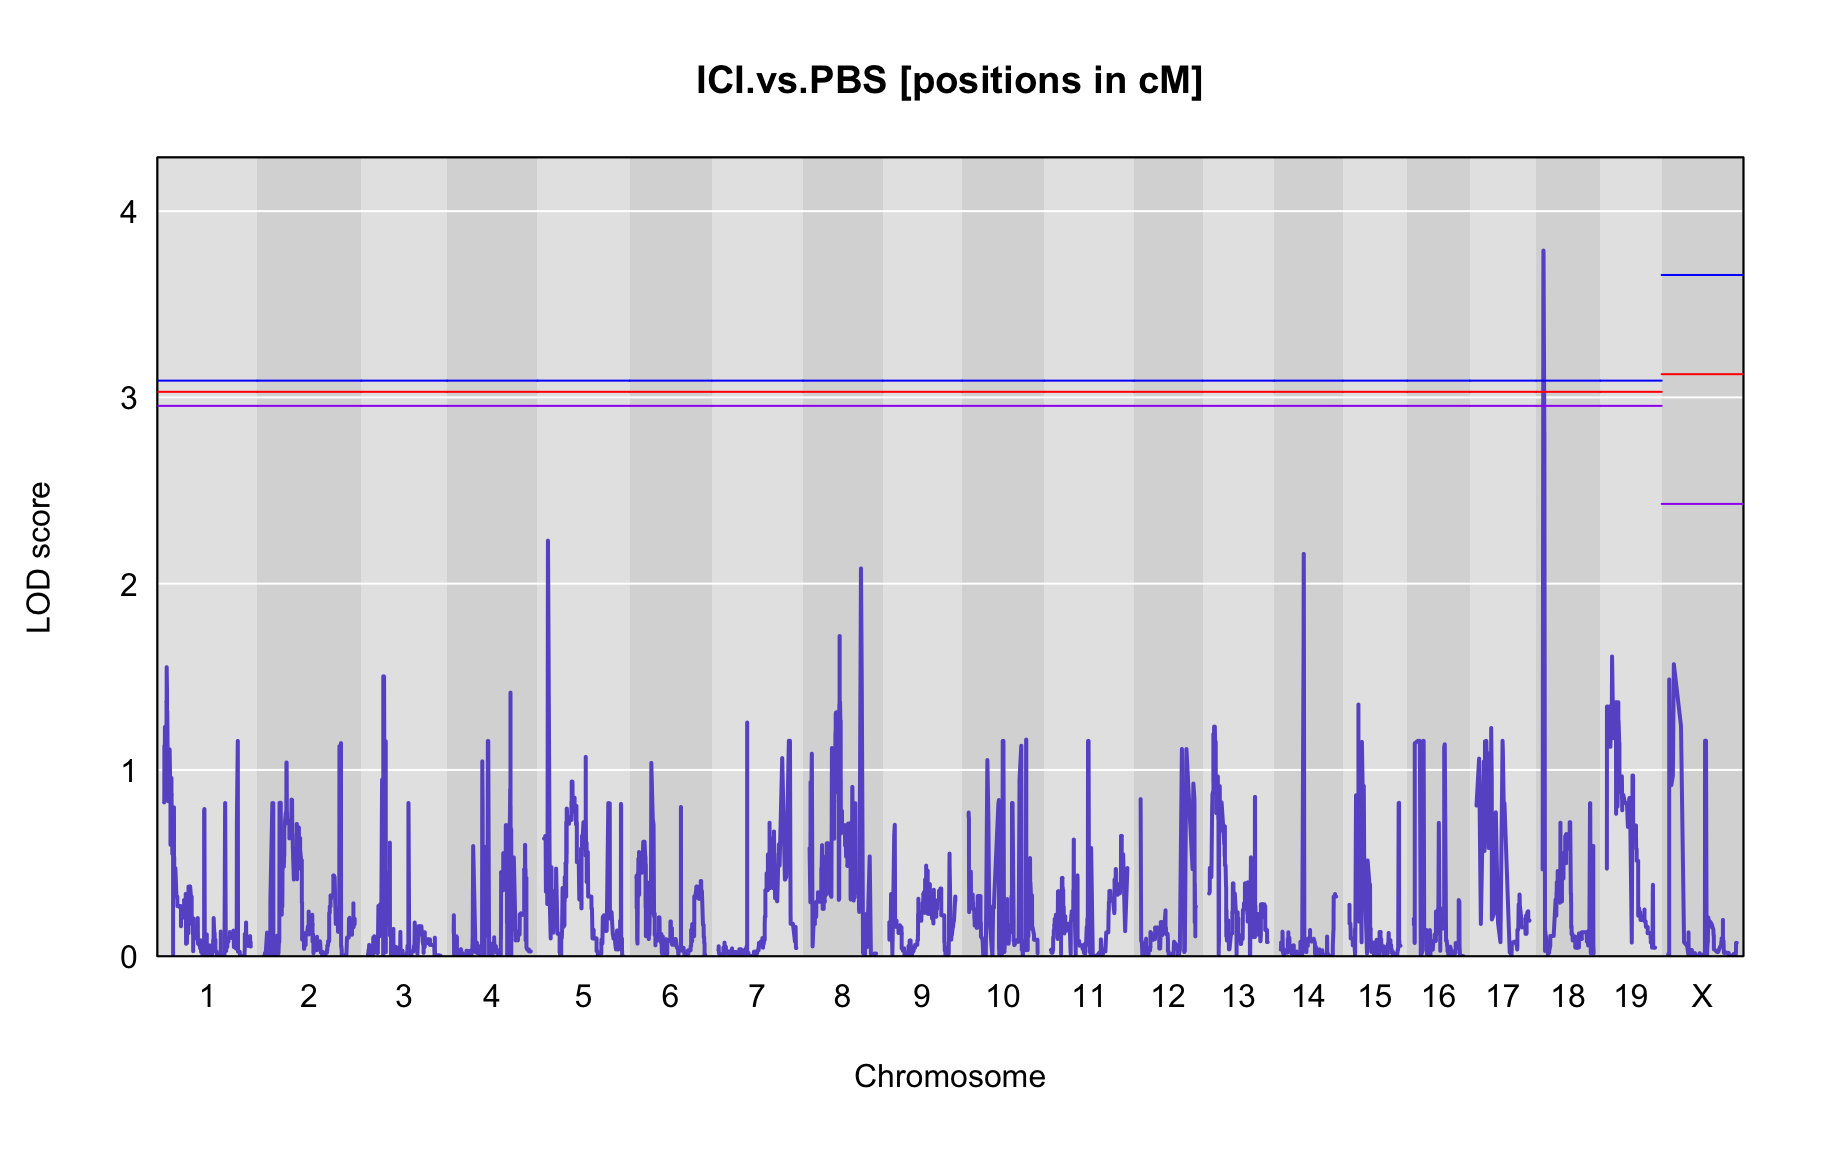 ICI.vs.PBS [positions in cM]
4
3
2
1
0
LOD score
1 2 3 4 5 6 7 8 9 10 11 12 13 14 15 16 17 18 19 X
Chromosome